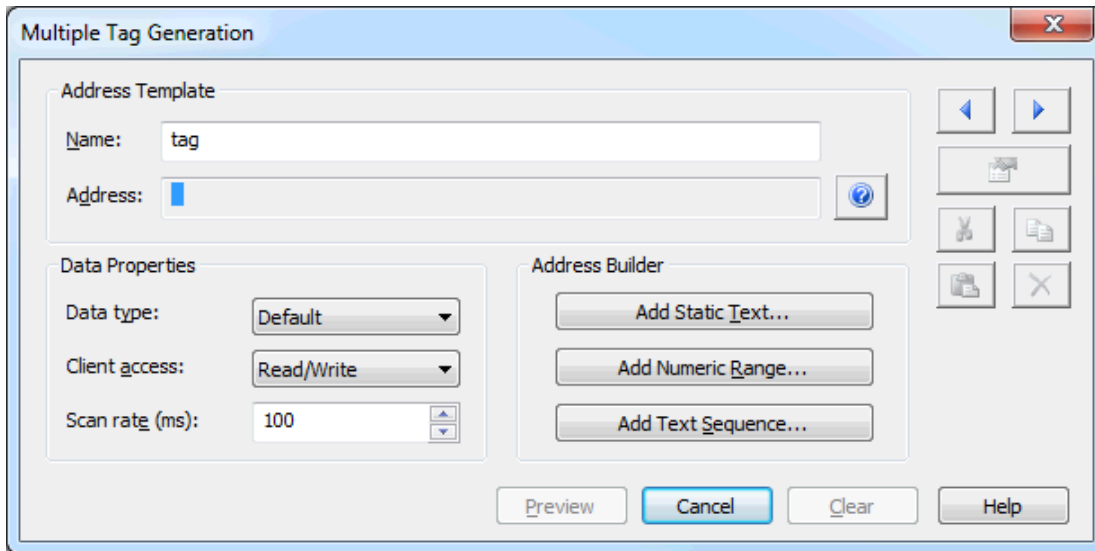 Multiple Tag Generation
Address Template
Name: tag
Address:
Data Properties
Data type: Default
Client access: Read/Write
Scan rate (ms): 100
Address Builder
Add Static Text...
Add Numeric Range...
Add Text Sequence...
Preview Cancel Clear Help